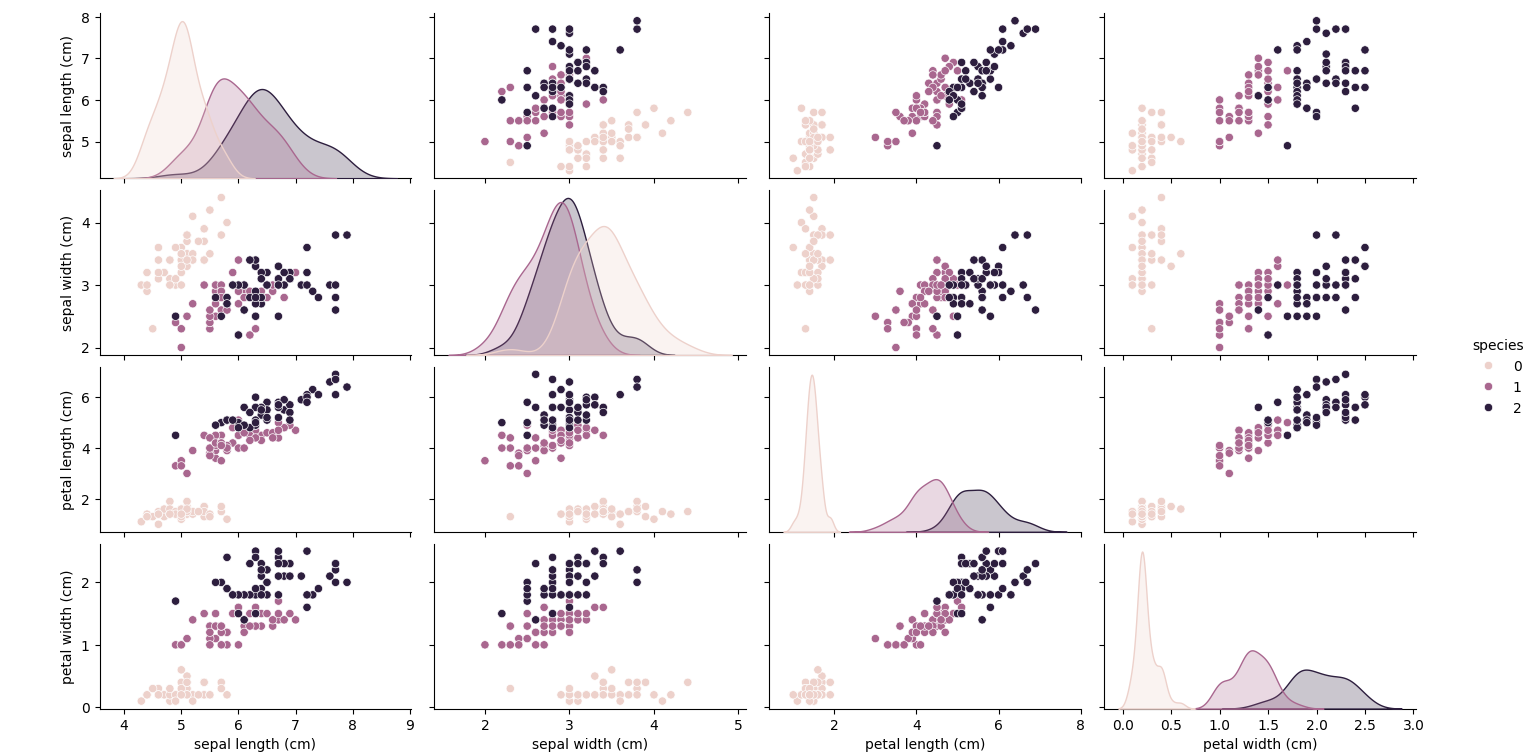 8
7
6
5
sepal length (cm)
4
3
2
sepal width (cm)
species
0
1
2
6
4
2
petal length (cm)
2
1
0
petal width (cm)
4 5 6 7 8 9
2 3 4 5
2 4 6 8
0.0 0.5 1.0 1.5 2.0 2.5 3.0
sepal length (cm)
sepal width (cm)
petal length (cm)
petal width (cm)